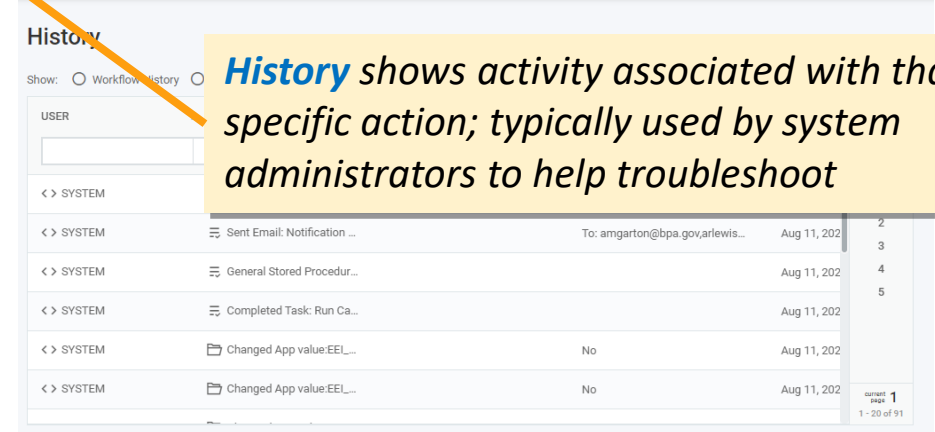 History
Show: Workflow History
History shows activity associated with tha
specific action; typically used by system
administrators to help troubleshoot
USER
<> SYSTEM
<> SYSTEM Sent Email: Notification ... To: amgarton@bpa.gov,arlewis... Aug 11, 202
<> SYSTEM General Stored Procedur... Aug 11, 202
<> SYSTEM Completed Task: Run Ca... Aug 11, 202
<> SYSTEM Changed App value:EEI_... No Aug 11, 202
<> SYSTEM Changed App value:EEI_... No Aug 11, 202
2
3
4
5
current page 1
1 - 20 of 91